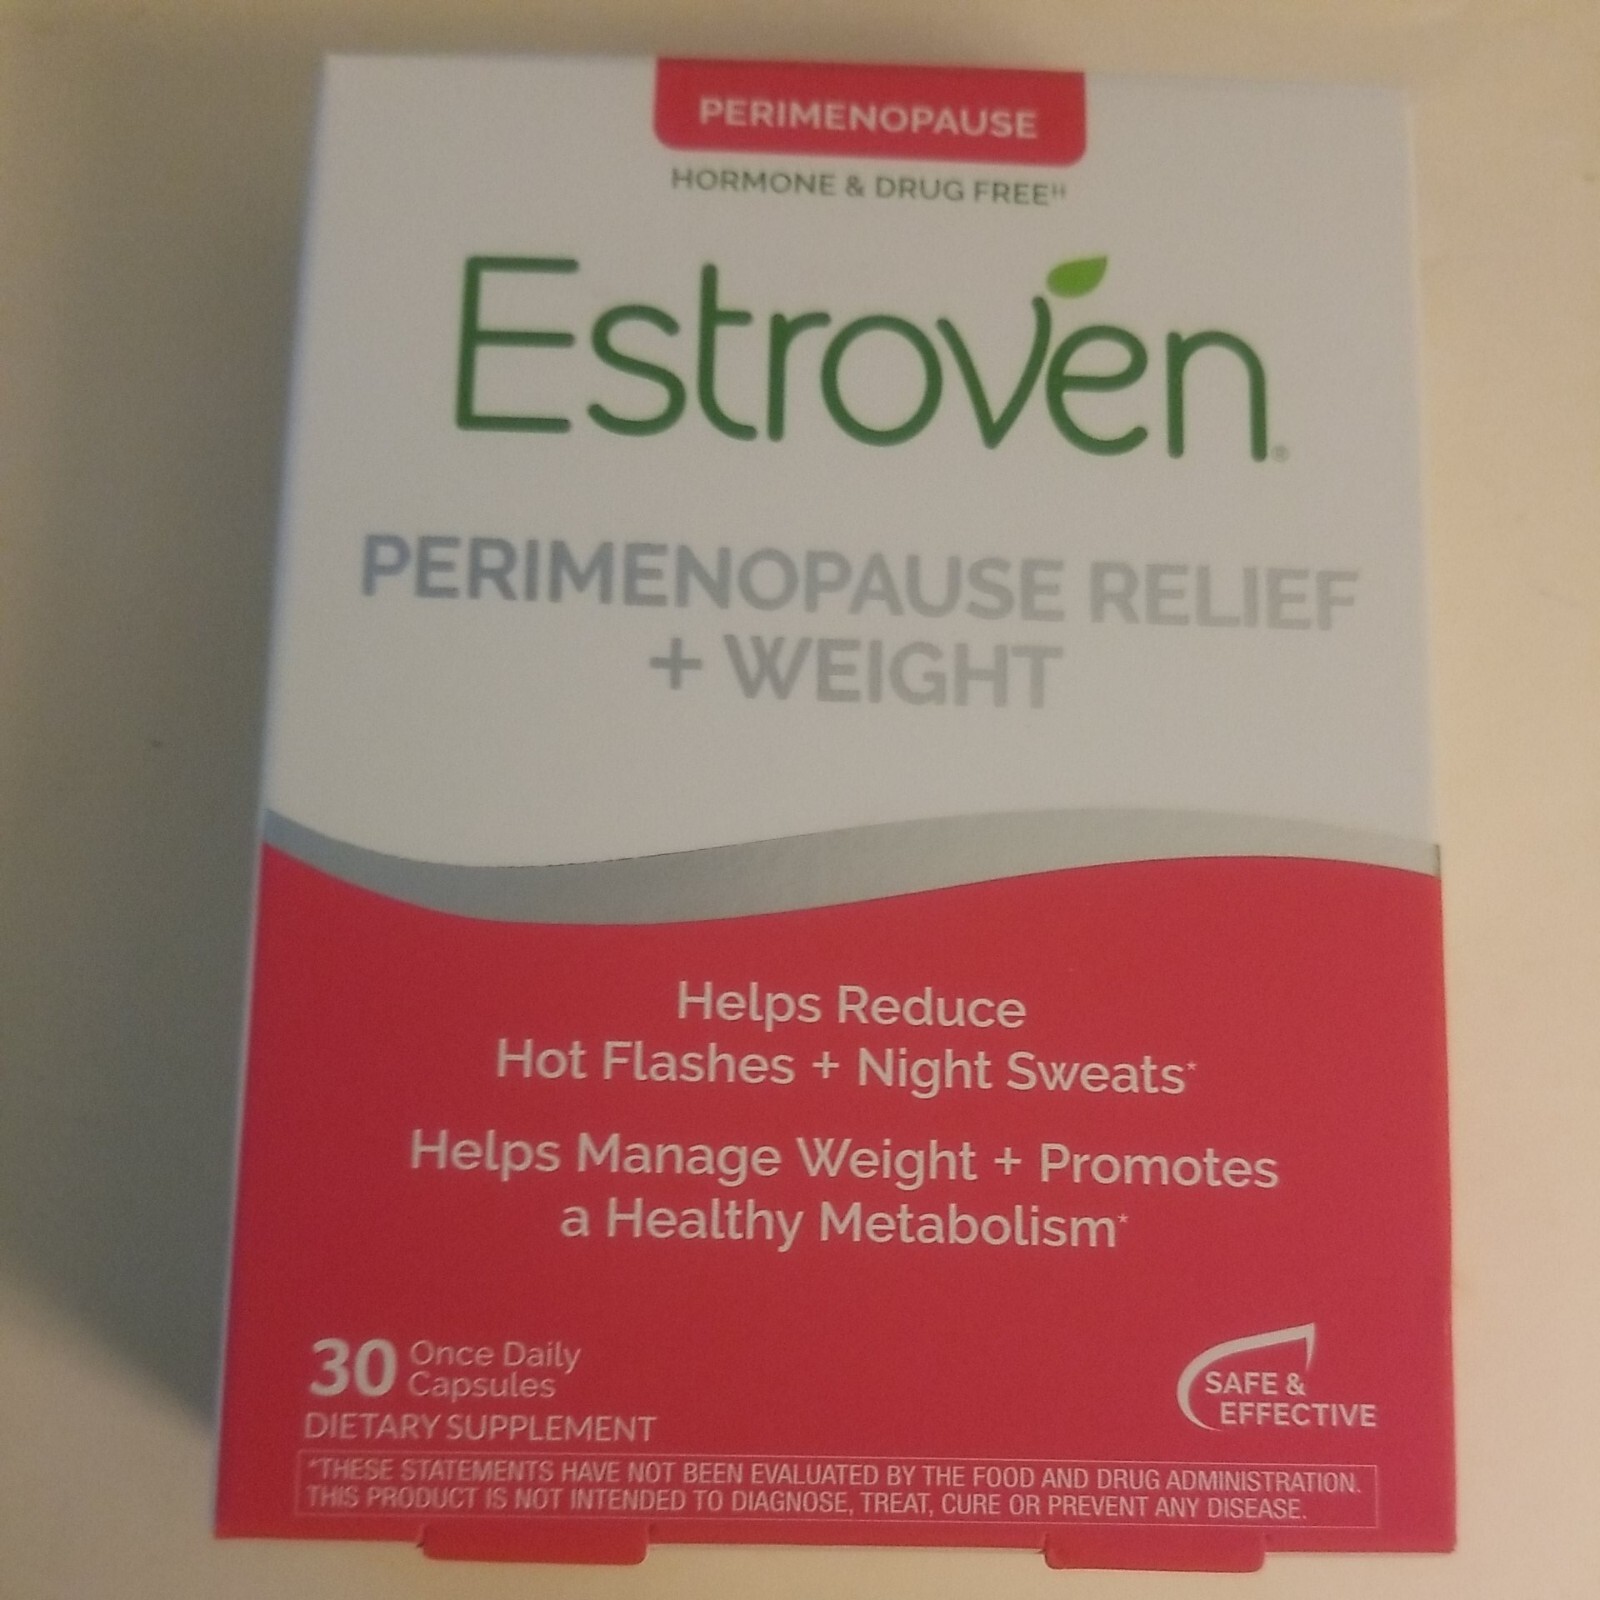 PERIMENOPAUSE
HORMONE & DRUG FREE††
Estroven®
PERIMENOPAUSE RELIEF
+ WEIGHT
Helps Reduce
Hot Flashes + Night Sweats*
Helps Manage Weight + Promotes
a Healthy Metabolism*
30 Once Daily
Capsules
DIETARY SUPPLEMENT
SAFE &
EFFECTIVE
*THESE STATEMENTS HAVE NOT BEEN EVALUATED BY THE FOOD AND DRUG ADMINISTRATION.
THIS PRODUCT IS NOT INTENDED TO DIAGNOSE, TREAT, CURE OR PREVENT ANY DISEASE.